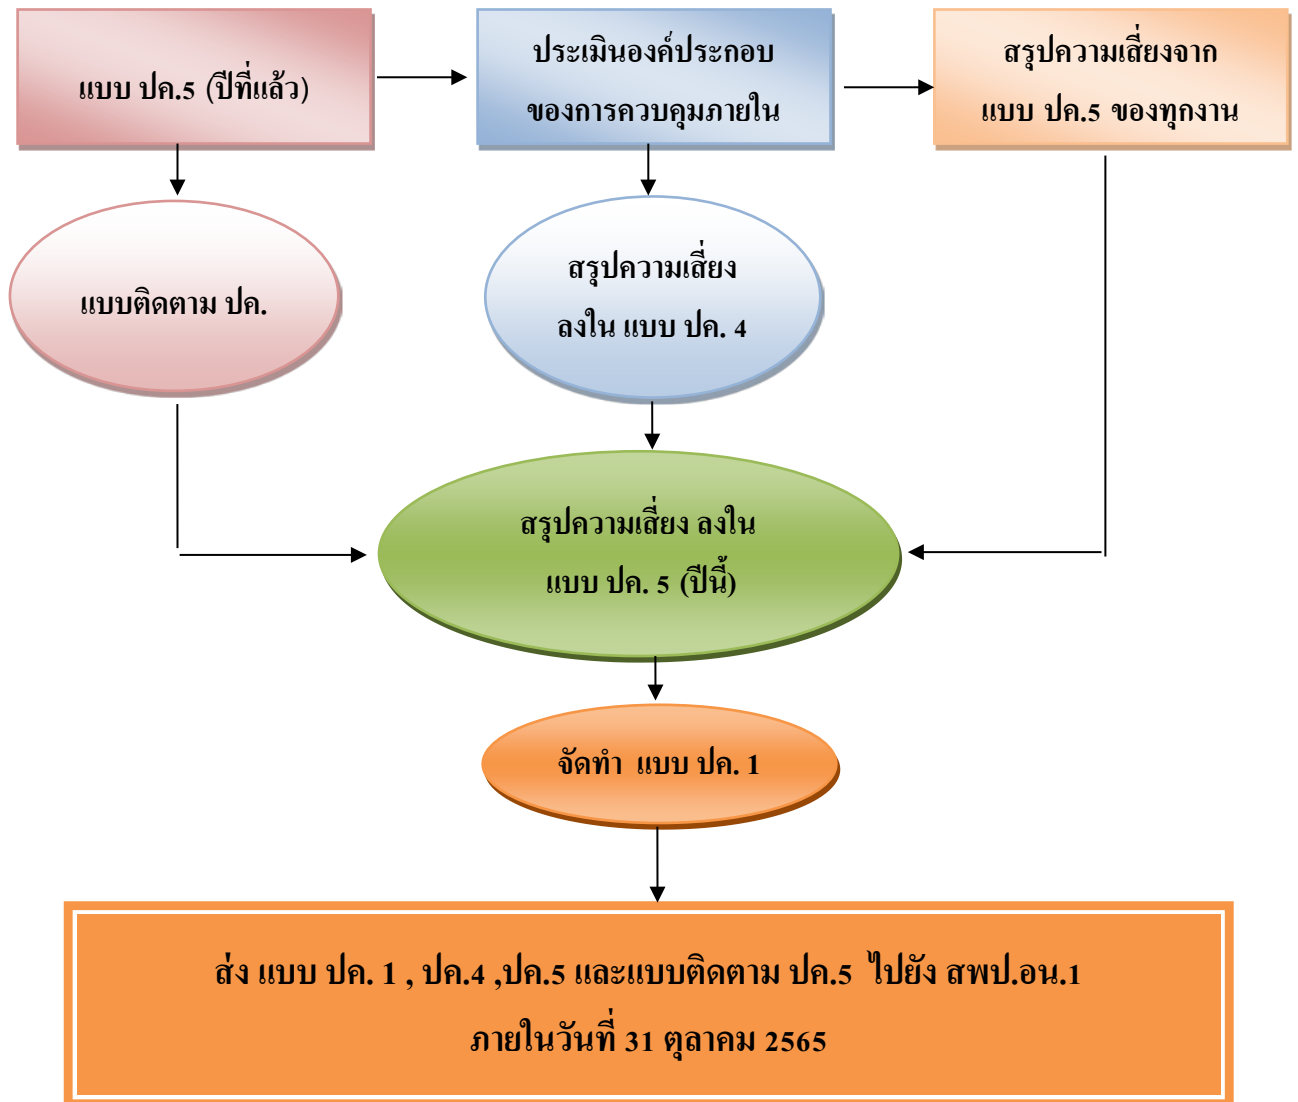 แบบ ปค.5 (ปีที่แล้ว)
ประเมินองค์ประกอบ
ของการควบคุมภายใน
สรุปความเสี่ยงจาก
แบบ ปค.5 ของทุกงาน
แบบติดตาม ปค.
สรุปความเสี่ยง
ลงใน แบบ ปค. 4
สรุปความเสี่ยง ลงใน
แบบ ปค. 5 (ปีนี้)
จัดทำ แบบ ปค. 1
ส่ง แบบ ปค. 1 , ปค.4 ,ปค.5 และแบบติดตาม ปค.5 ไปยัง สพป.อน.1
ภายในวันที่ 31 ตุลาคม 2565